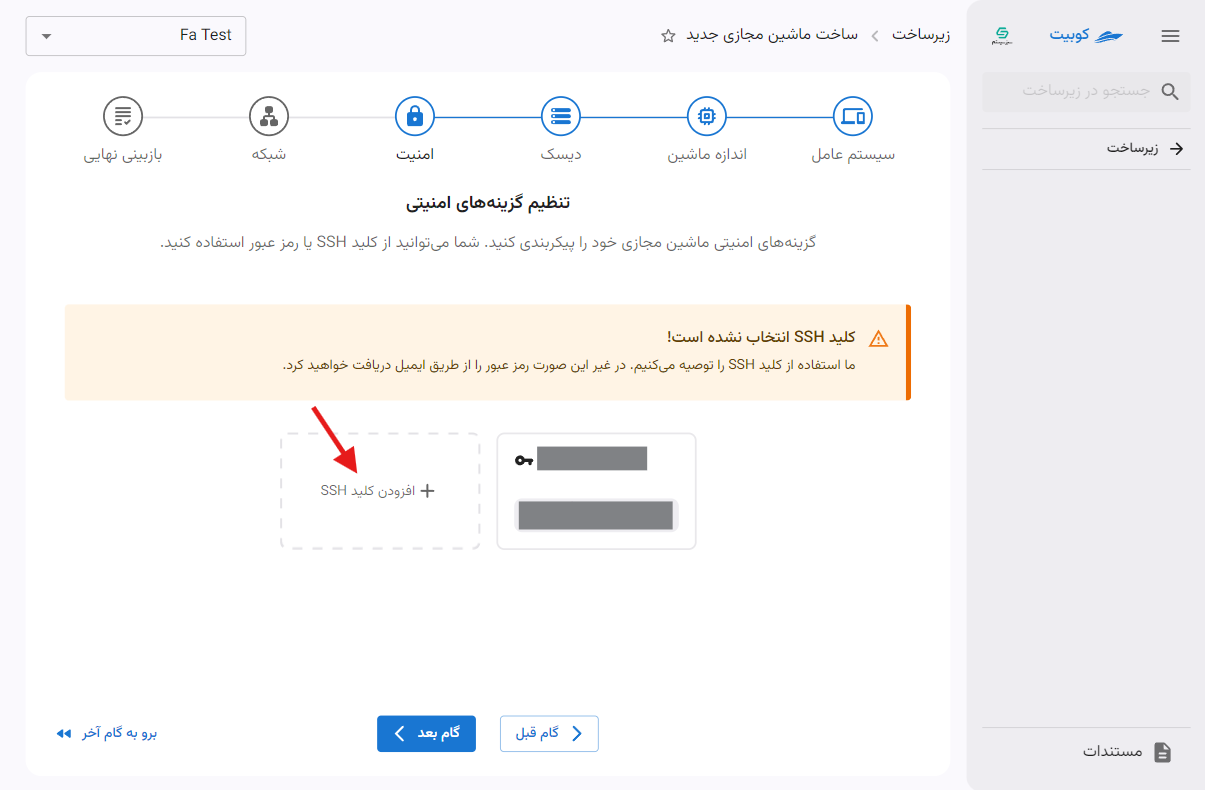 کوبیت
جستجو در زیرساخت
زیرساخت
مستندات
زیرساخت
ساخت ماشین مجازی جدید
Fa Test
سیستم عامل
اندازه ماشین
دیسک
امنیت
شبکه
بازبینی نهایی
تنظیم گزینه‌های امنیتی
گزینه‌های امنیتی ماشین مجازی خود را پیکربندی کنید. شما می‌توانید از کلید SSH یا رمز عبور استفاده کنید.
کلید SSH انتخاب نشده است!
ما استفاده از کلید SSH را توصیه می‌کنیم. در غیر این صورت رمز عبور را از طریق ایمیل دریافت خواهید کرد.
افزودن کلید SSH
گام قبل
گام بعد
برو به گام آخر